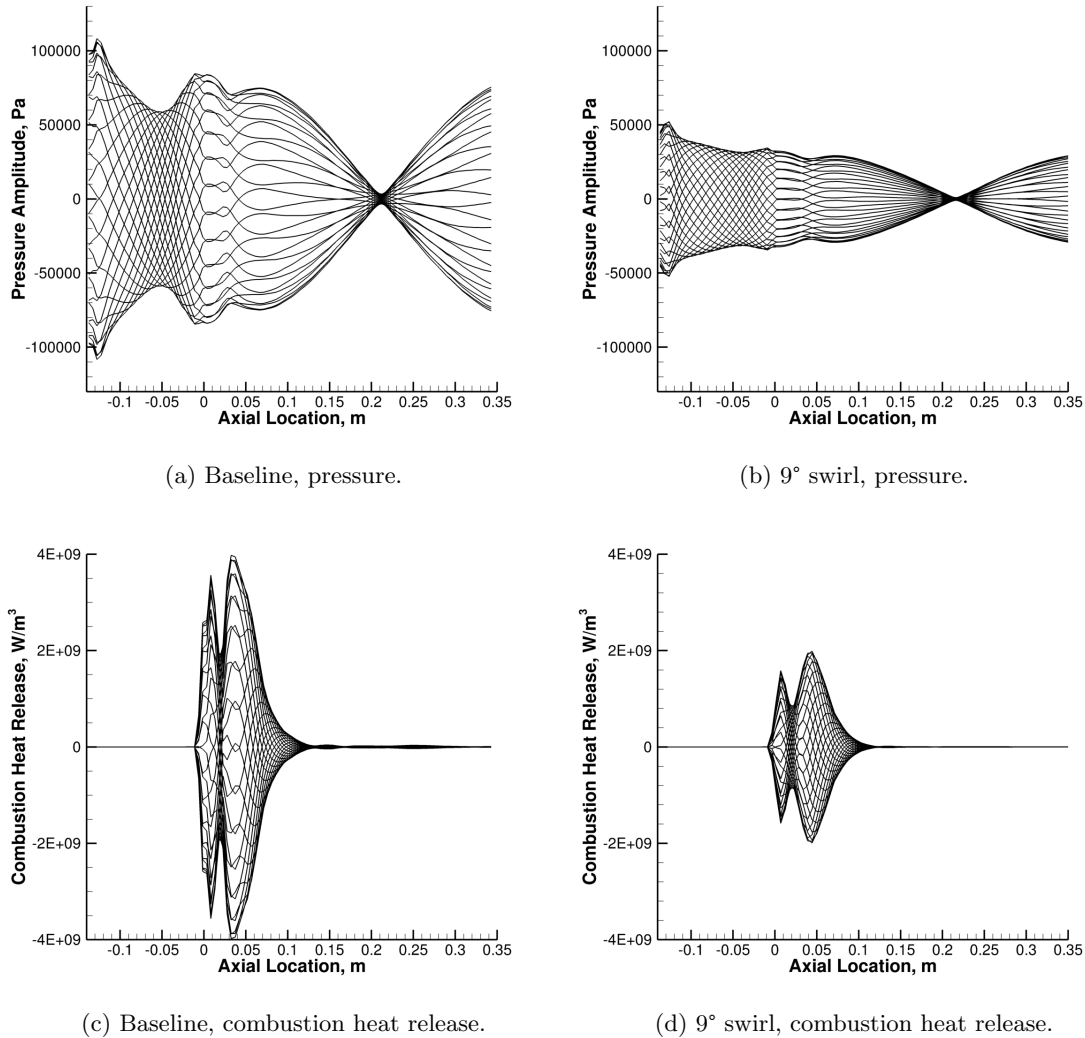 100000
50000
0
-50000
-100000
Pressure Amplitude, Pa
-0.1 -0.05 0 0.05 0.1 0.15 0.2 0.25 0.3 0.35
Axial Location, m
(a) Baseline, pressure.
100000
50000
0
-50000
-100000
Pressure Amplitude, Pa
-0.1 -0.05 0 0.05 0.1 0.15 0.2 0.25 0.3 0.35
Axial Location, m
(b) 9° swirl, pressure.
4E+09
2E+09
0
-2E+09
-4E+09
Combustion Heat Release, W/m³
-0.1 -0.05 0 0.05 0.1 0.15 0.2 0.25 0.3 0.35
Axial Location, m
(c) Baseline, combustion heat release.
4E+09
2E+09
0
-2E+09
-4E+09
Combustion Heat Release, W/m³
-0.1 -0.05 0 0.05 0.1 0.15 0.2 0.25 0.3 0.35
Axial Location, m
(d) 9° swirl, combustion heat release.